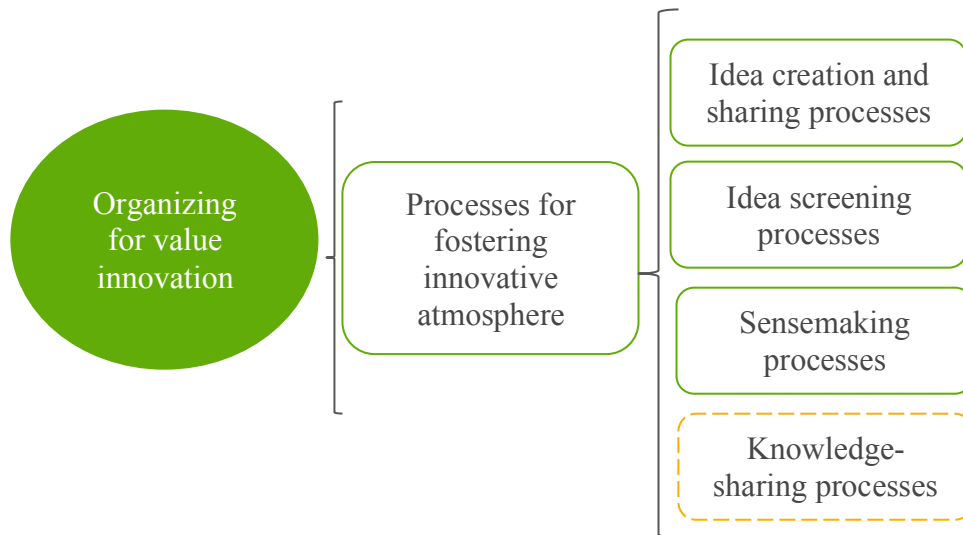 Organizing
for value
innovation
Processes for
fostering
innovative
atmosphere
Idea creation and
sharing processes
Idea screening
processes
Sensemaking
processes
Knowledge-
sharing processes